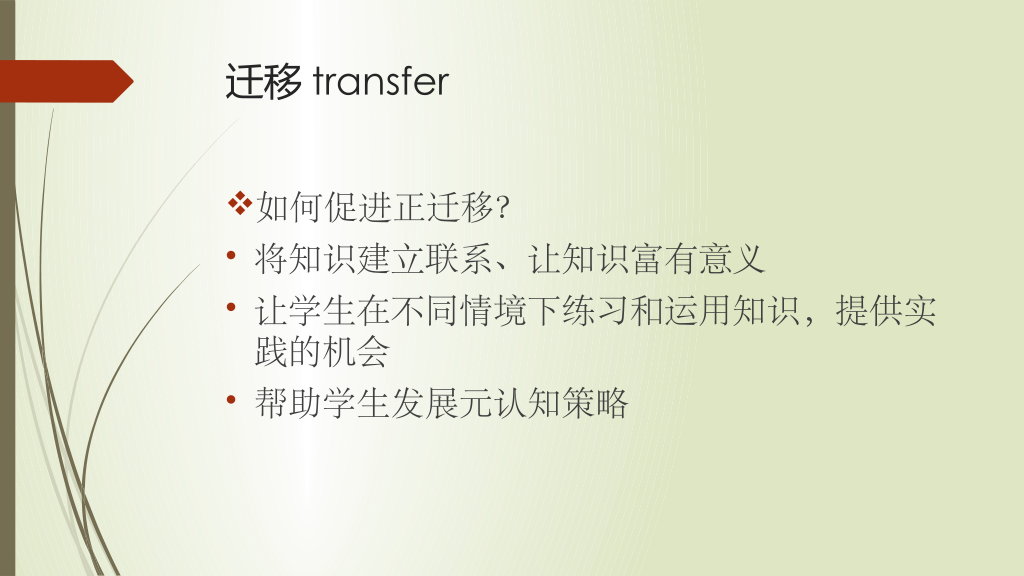 迁移 transfer
如何促进正迁移?
将知识建立联系、让知识富有意义
让学生在不同情境下练习和运用知识，提供实
践的机会
帮助学生发展元认知策略